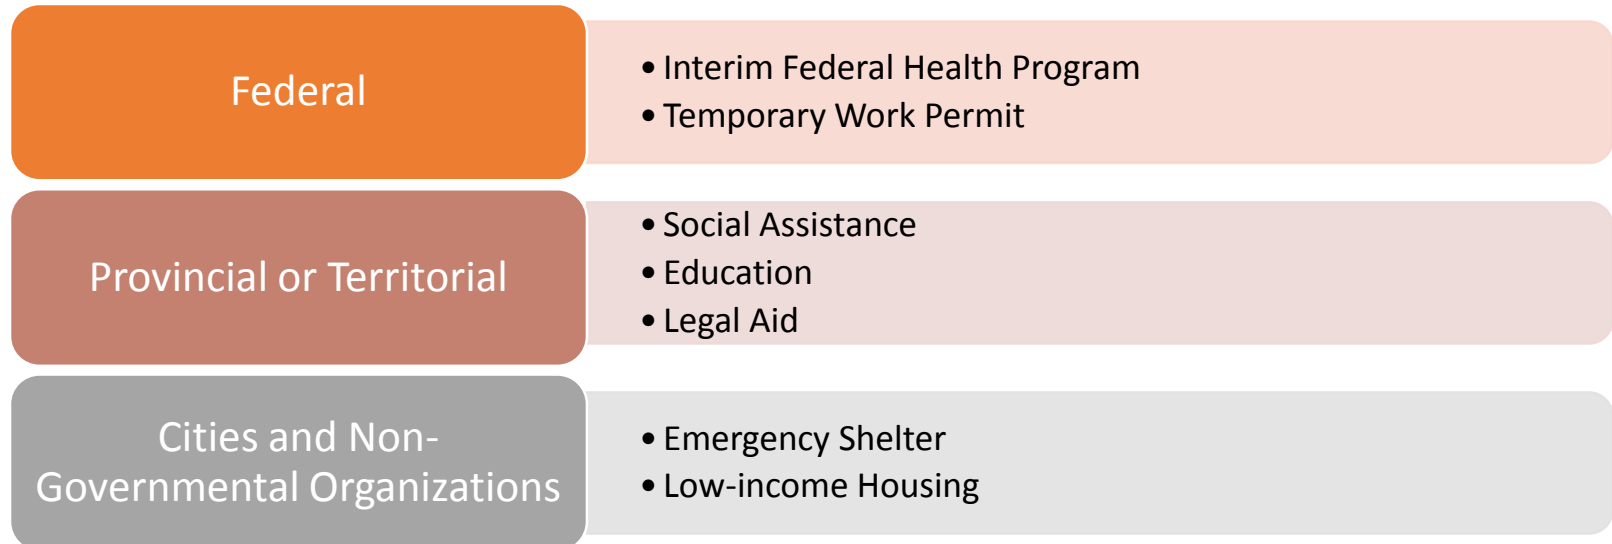 Federal
• Interim Federal Health Program
• Temporary Work Permit
Provincial or Territorial
• Social Assistance
• Education
• Legal Aid
Cities and Non-
Governmental Organizations
• Emergency Shelter
• Low-income Housing